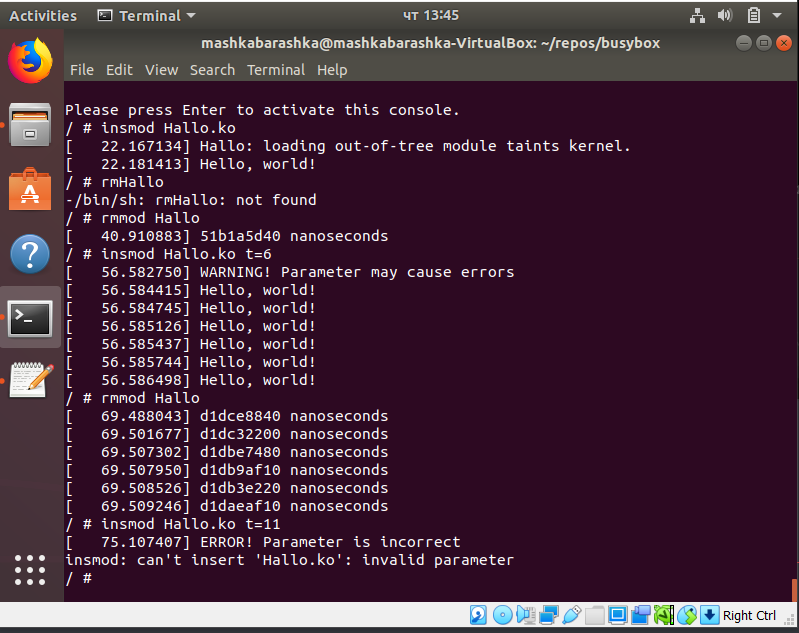 Activities Terminal чт 13:45
mashkabarashka@mashkabarashka-VirtualBox: ~/repos/busybox
File Edit View Search Terminal Help
Please press Enter to activate this console.
/ # insmod Hallo.ko
[   22.167134] Hallo: loading out-of-tree module taints kernel.
[   22.181413] Hello, world!
/ # rmHallo
-/bin/sh: rmHallo: not found
/ # rmmod Hallo
[   40.910883] 51b1a5d40 nanoseconds
/ # insmod Hallo.ko t=6
[   56.582750] WARNING! Parameter may cause errors
[   56.584415] Hello, world!
[   56.584745] Hello, world!
[   56.585126] Hello, world!
[   56.585437] Hello, world!
[   56.585744] Hello, world!
[   56.586498] Hello, world!
/ # rmmod Hallo
[   69.488043] d1dce8840 nanoseconds
[   69.501677] d1dc32200 nanoseconds
[   69.507302] d1dbe7480 nanoseconds
[   69.507950] d1db9af10 nanoseconds
[   69.508526] d1db3e220 nanoseconds
[   69.509246] d1daeaf10 nanoseconds
/ # insmod Hallo.ko t=11
[   75.107407] ERROR! Parameter is incorrect
insmod: can't insert 'Hallo.ko': invalid parameter
/ #
Right Ctrl